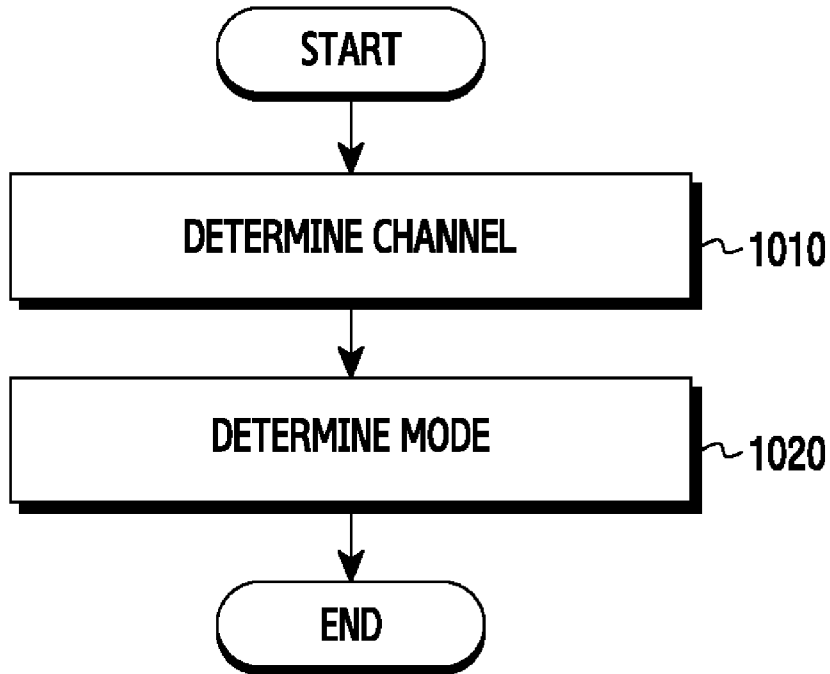 START
DETERMINE CHANNEL
1010
DETERMINE MODE
1020
END